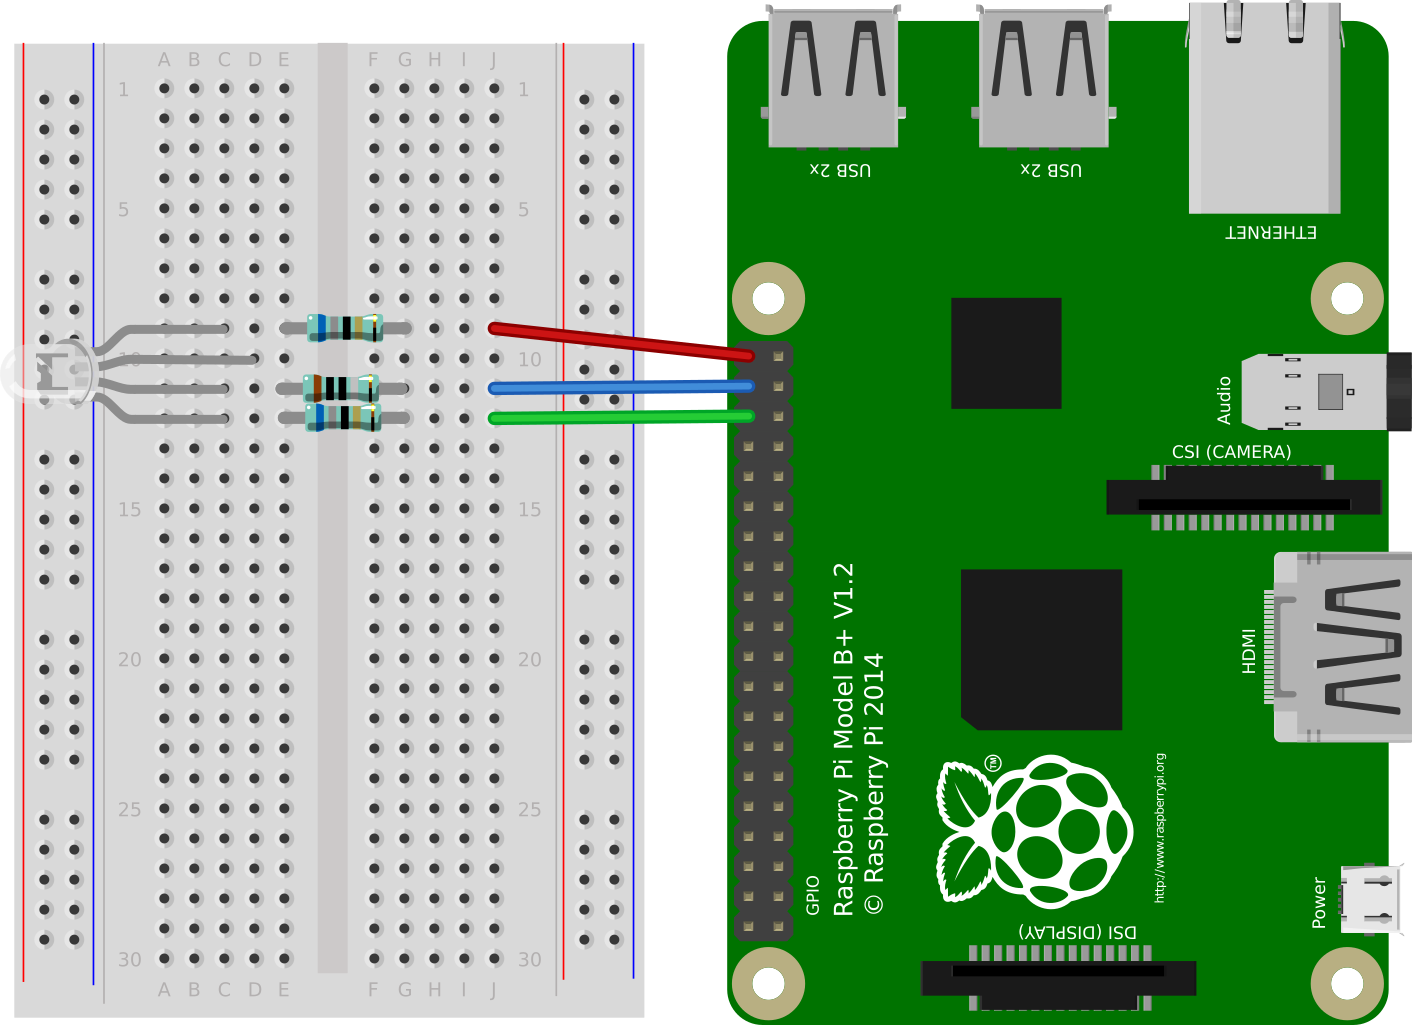 A B C D E F G H I J
1 1
5 5
10 10
15 15
20 20
25 25
30 30
A B C D E F G H I J
USB 2x
USB 2x
ETHERNET
Audio
CSI (CAMERA)
HDMI
Raspberry Pi Model B+ V1.2
© Raspberry Pi 2014
GPIO
TM
http://www.raspberrypi.org
Power
DSI (DISPLAY)